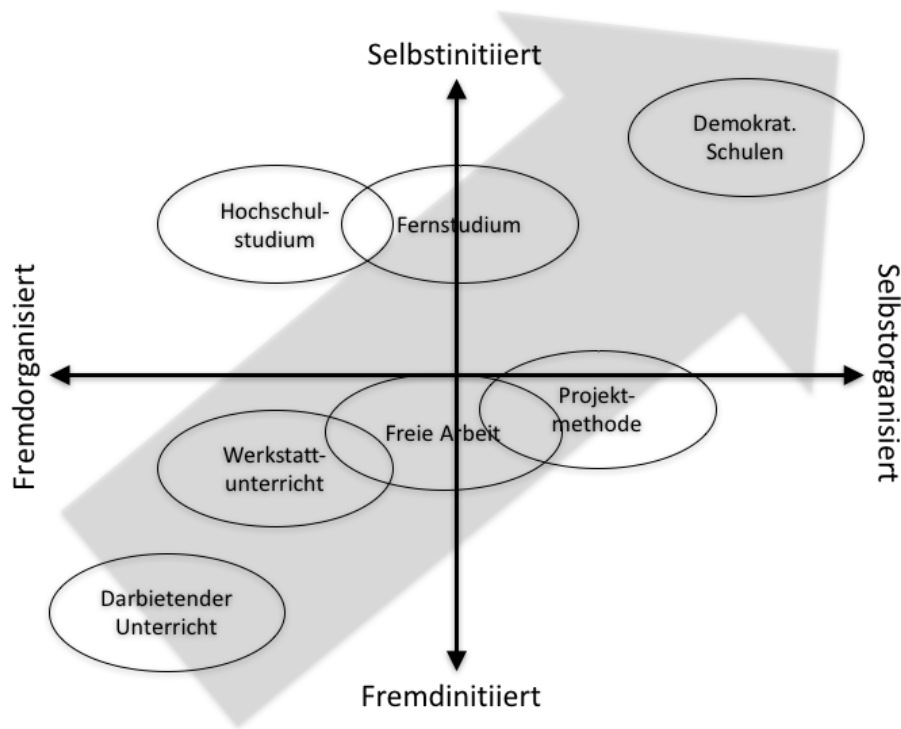 Selbstinitiiert
Demokrat.
Schulen
Hochschul-
studium
Fernstudium
Fremdorganisiert
Selbstorganisiert
Projekt-
methode
Freie Arbeit
Werkstatt-
unterricht
Darbietender
Unterricht
Fremdinitiiert